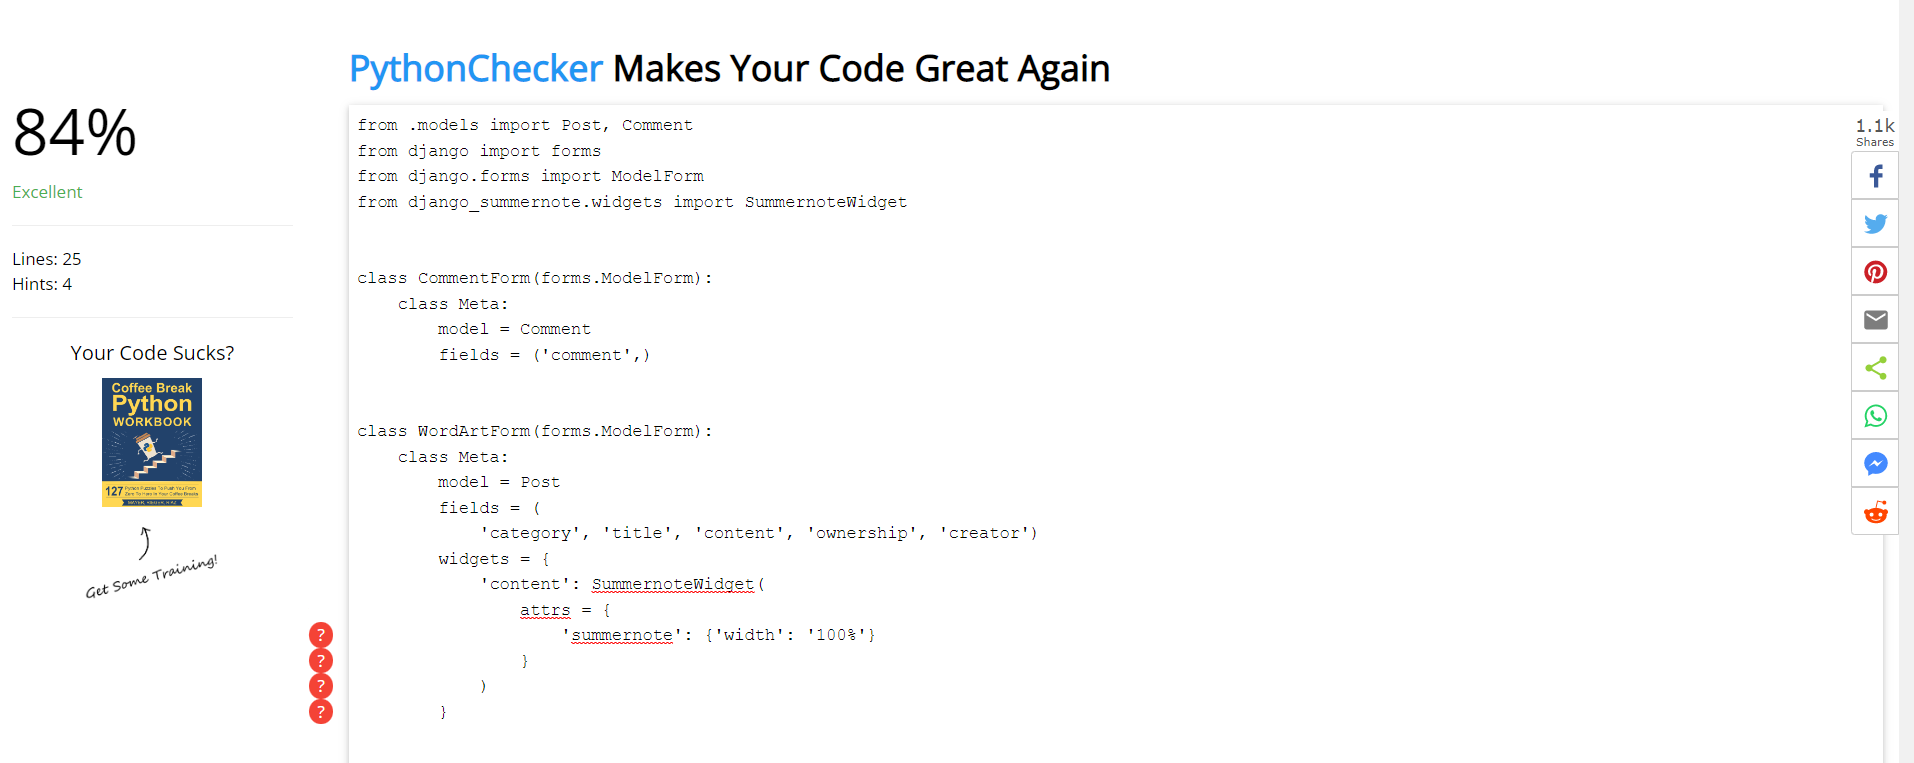 PythonChecker Makes Your Code Great Again
84%
Excellent
Lines: 25
Hints: 4
Your Code Sucks?
Coffee Break
Python
WORKBOOK
127
Get Some Training!
from .models import Post, Comment
from django import forms
from django.forms import ModelForm
from django_summernote.widgets import SummernoteWidget
class CommentForm(forms.ModelForm):
    class Meta:
        model = Comment
        fields = ('comment',)
class WordArtForm(forms.ModelForm):
    class Meta:
        model = Post
        fields = (
            'category', 'title', 'content', 'ownership', 'creator')
        widgets = {
            'content': SummernoteWidget(
                attrs = {
                    'summernote': {'width': '100%'}
                }
            )
        }
?
?
?
?
1.1k
Shares